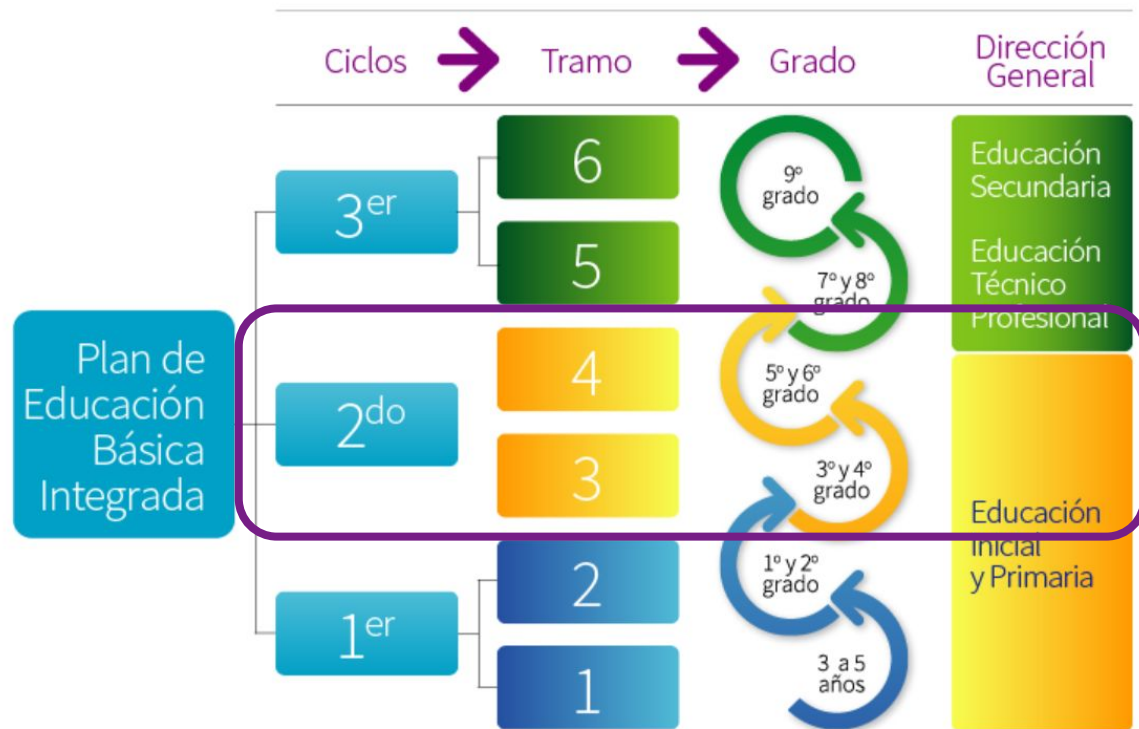 Ciclos
Tramo
Grado
Dirección
General
Plan de
Educación
Básica
Integrada
3er
6
5
9º
grado
7º y 8º
grado
Educación
Secundaria
Educación
Técnico
Profesional
2do
4
3
5º y 6º
grado
3º y 4º
grado
1er
2
1
1º y 2º
grado
3 a 5
años
Educación
Inicial
y Primaria